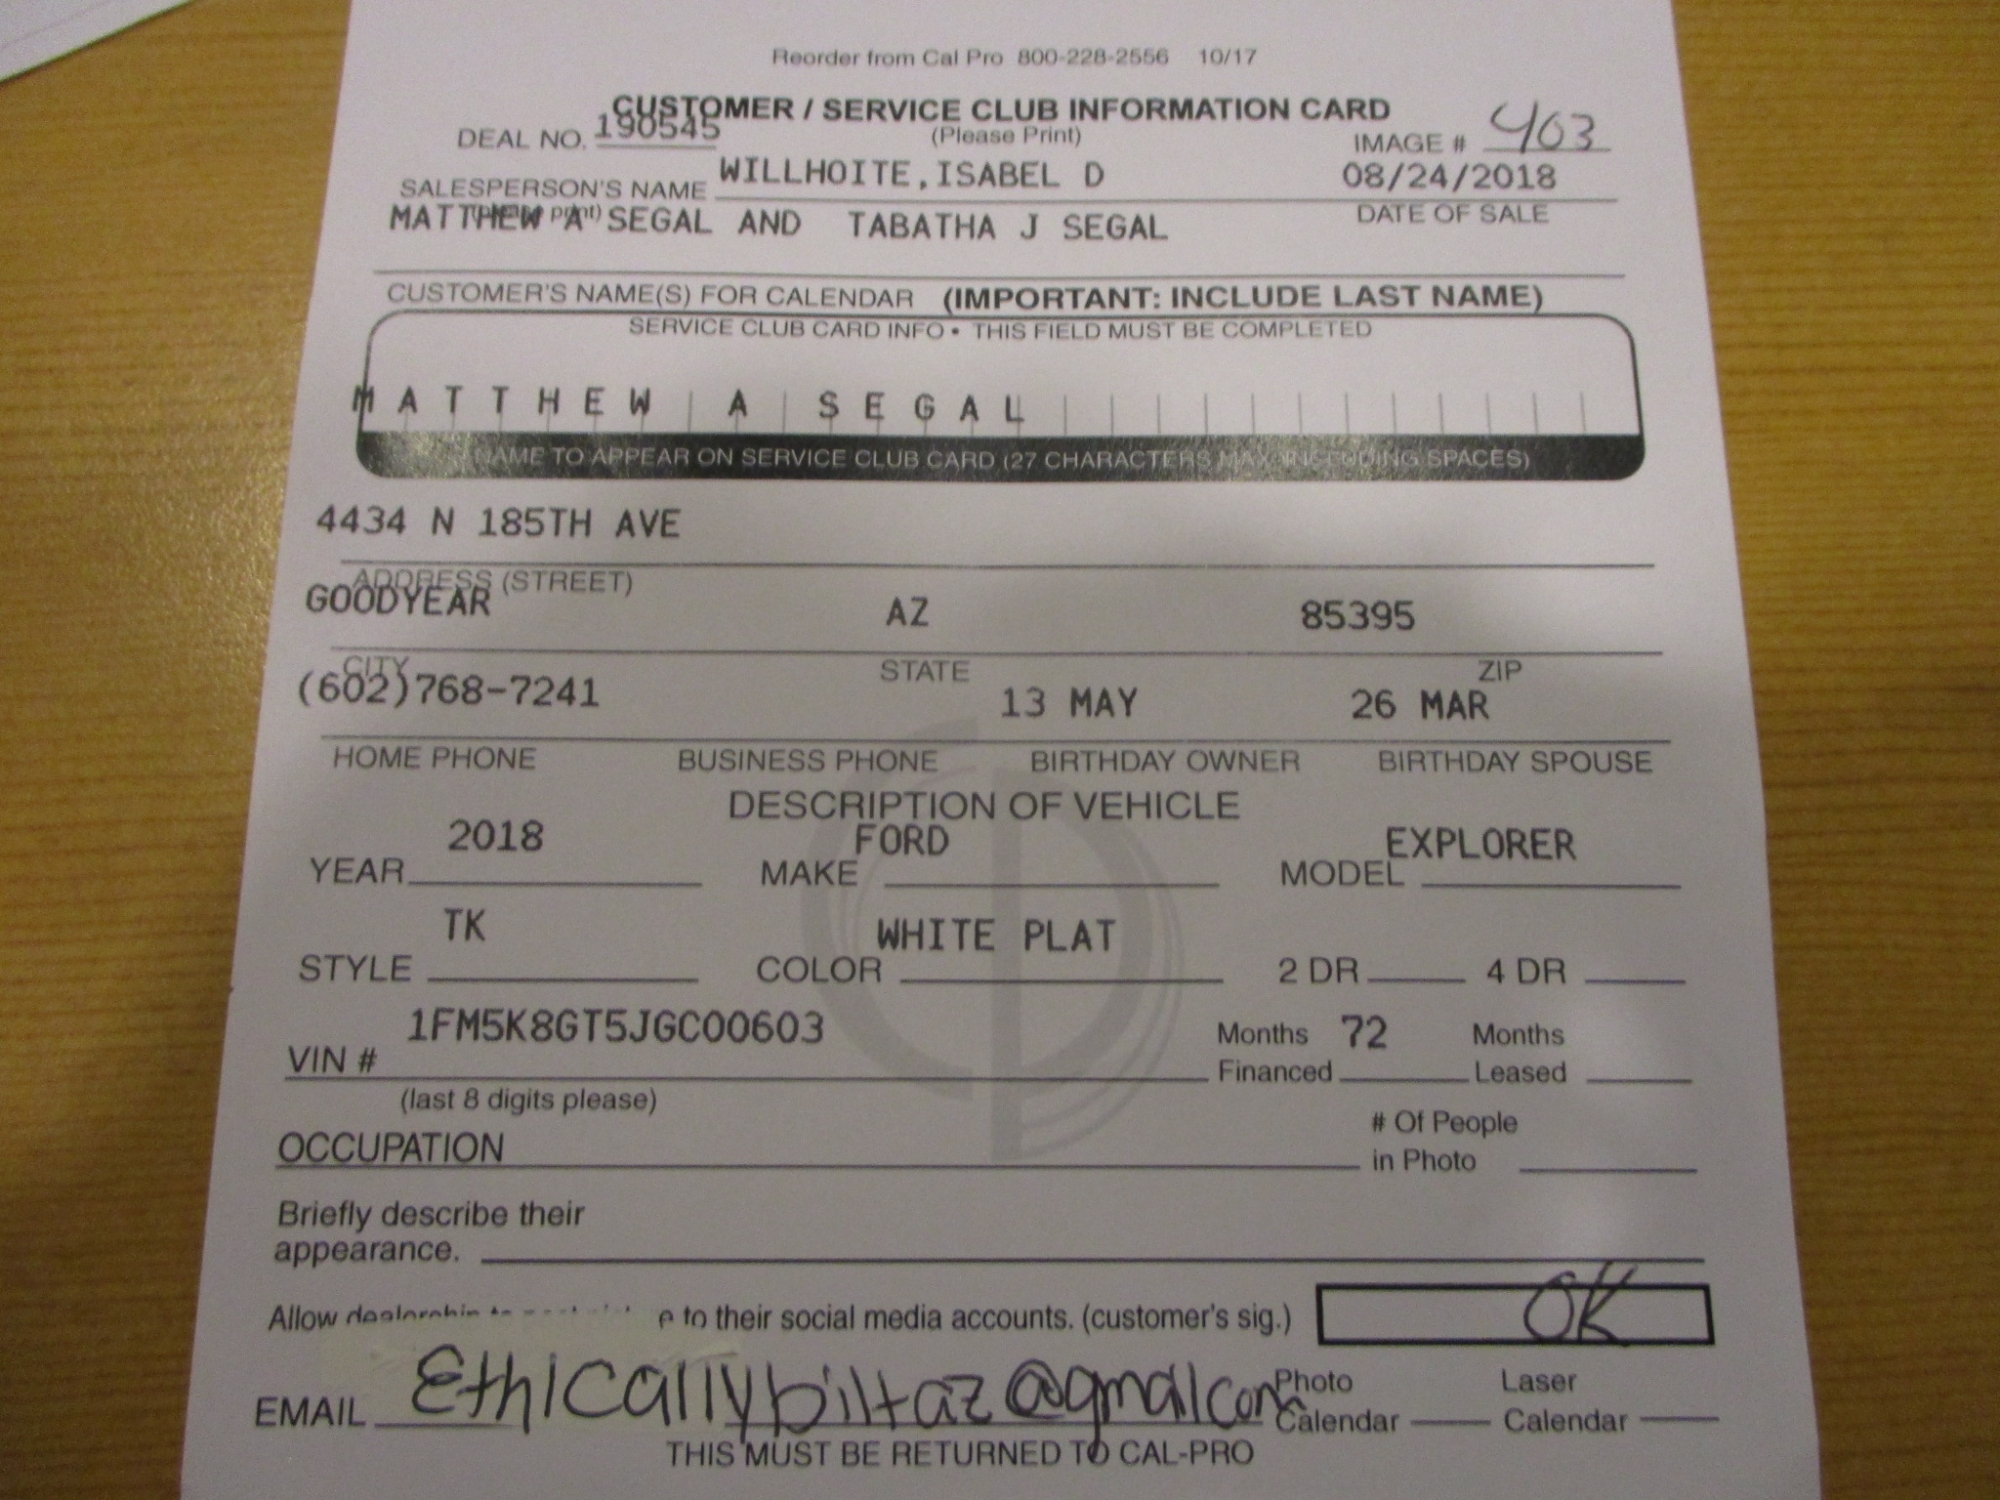 Reorder from Cal Pro 800-228-2556 10/17
CUSTOMER / SERVICE CLUB INFORMATION CARD
DEAL NO. 190545 (Please Print) IMAGE # 403
SALESPERSON'S NAME WILLHOITE,ISABEL D 08/24/2018
(please print) DATE OF SALE
MATTHEW A SEGAL AND TABATHA J SEGAL
CUSTOMER'S NAME(S) FOR CALENDAR (IMPORTANT: INCLUDE LAST NAME)
SERVICE CLUB CARD INFO • THIS FIELD MUST BE COMPLETED
MATTHEW A SEGAL
NAME TO APPEAR ON SERVICE CLUB CARD (27 CHARACTERS MAX. INCLUDING SPACES)
4434 N 185TH AVE
ADDRESS (STREET)
GOODYEAR AZ 85395
CITY STATE ZIP
(602)768-7241 13 MAY 26 MAR
HOME PHONE BUSINESS PHONE BIRTHDAY OWNER BIRTHDAY SPOUSE
DESCRIPTION OF VEHICLE
YEAR 2018 MAKE FORD MODEL EXPLORER
STYLE TK COLOR WHITE PLAT 2 DR 4 DR
VIN # 1FM5K8GT5JGC00603 Months Financed 72 Months Leased
(last 8 digits please)
OCCUPATION # Of People in Photo
Briefly describe their
appearance.
Allow dealership to their social media accounts. (customer's sig.) OK
EMAIL Ethicallybiltaz@gmailcom Photo Calendar Laser Calendar
THIS MUST BE RETURNED TO CAL-PRO